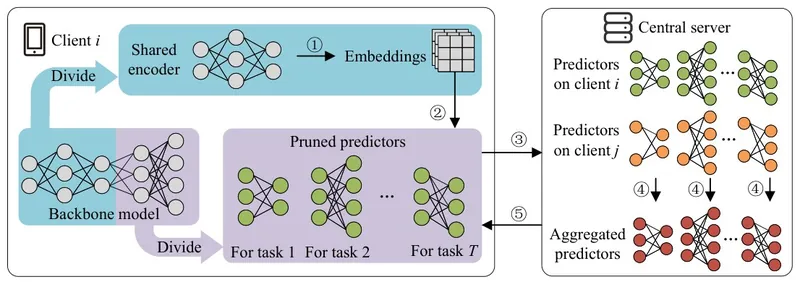 Client i
Shared
encoder
①
Embeddings
Divide
②
Backbone model
Divide
Pruned predictors
...
For task 1
For task 2
For task T
③
⑤
Central server
Predictors
on client i
...
Predictors
on client j
...
④
④
④
Aggregated
predictors
...